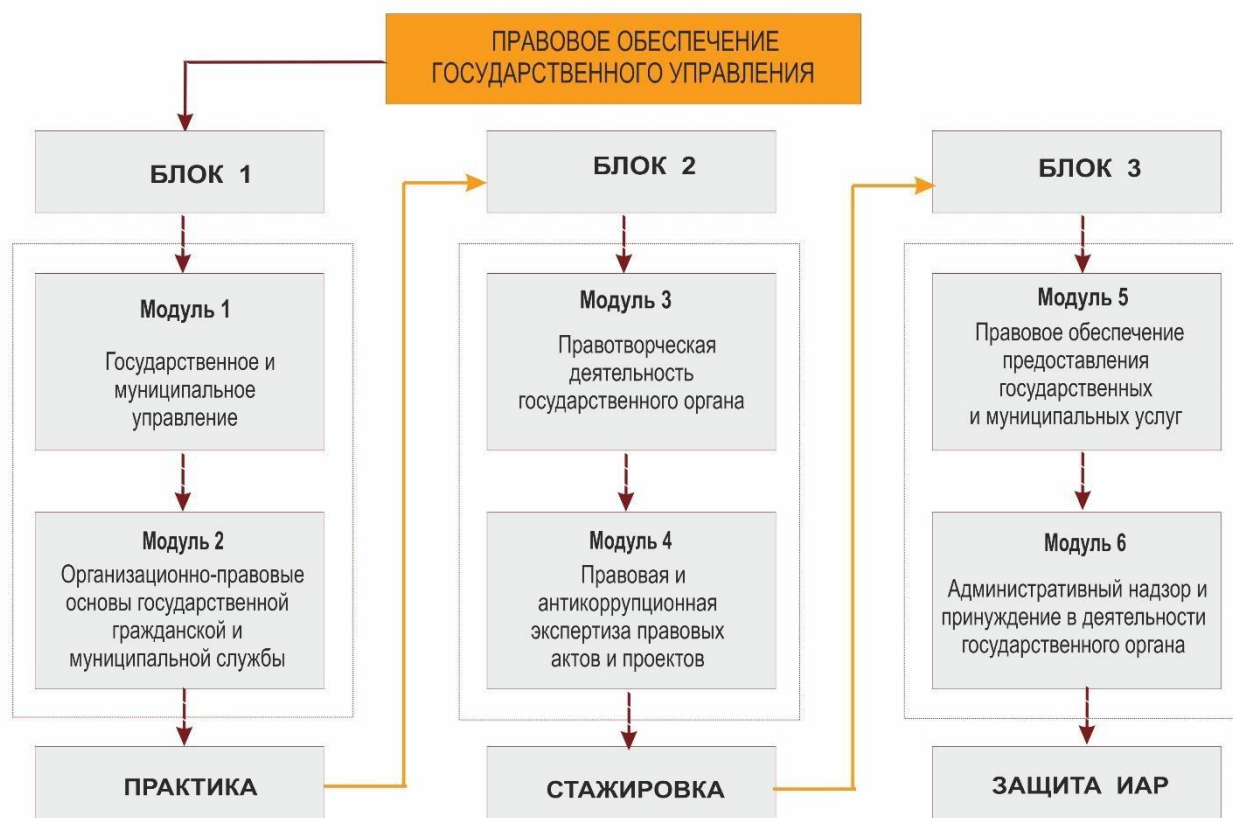 ПРАВОВОЕ ОБЕСПЕЧЕНИЕ
ГОСУДАРСТВЕННОГО УПРАВЛЕНИЯ
БЛОК 1
Модуль 1
Государственное и
муниципальное
управление
Модуль 2
Организационно-правовые
основы государственной
гражданской и
муниципальной службы
ПРАКТИКА
БЛОК 2
Модуль 3
Правотворческая
деятельность
государственного органа
Модуль 4
Правовая и
антикоррупционная
экспертиза правовых
актов и проектов
СТАЖИРОВКА
БЛОК 3
Модуль 5
Правовое обеспечение
предоставления
государственных
и муниципальных услуг
Модуль 6
Административный надзор и
принуждение в деятельности
государственного органа
ЗАЩИТА ИАР